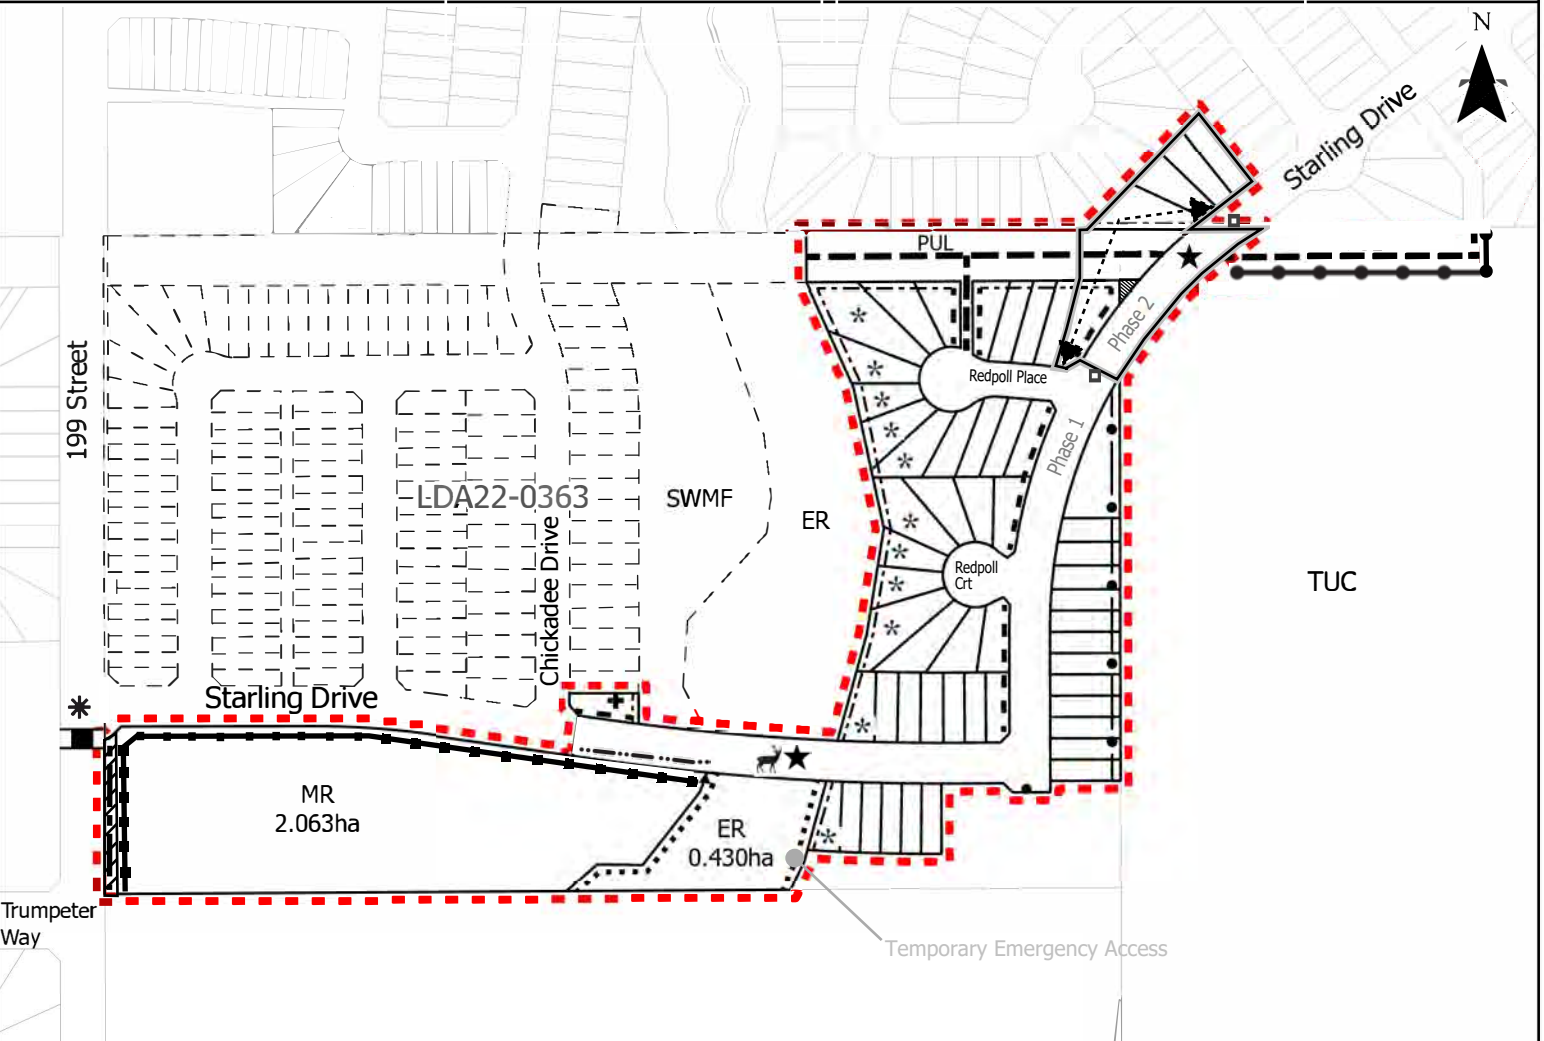 N
Starling Drive
PUL
Phase 2
199 Street
Redpoll Place
Phase 1
LDA22-0363
SWMF
ER
Chickadee Drive
Redpoll
Crt
TUC
Starling Drive
MR
2.063ha
ER
0.430ha
Trumpeter
Way
Temporary Emergency Access